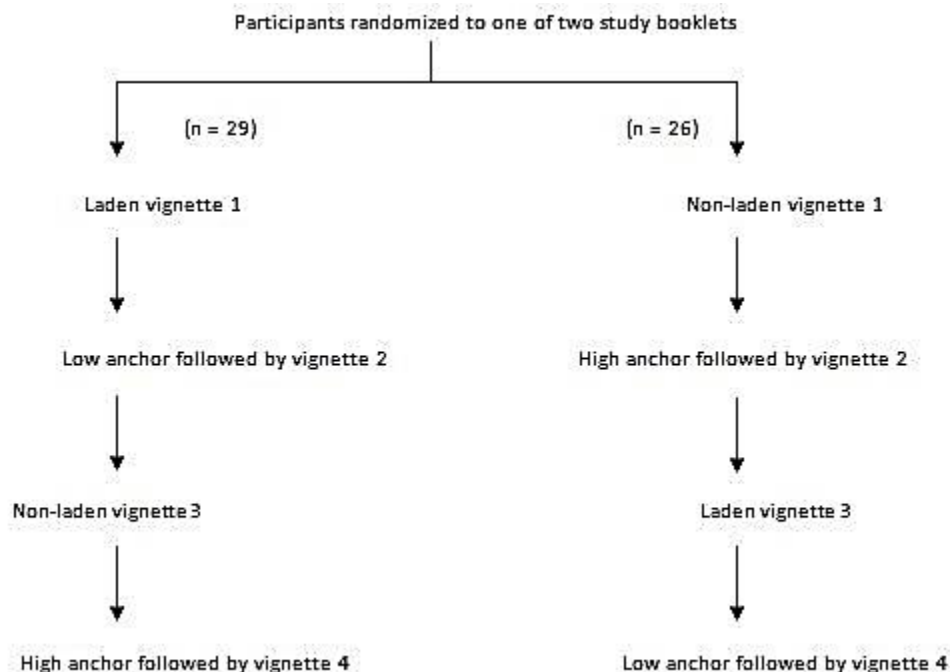 Participants randomized to one of two study booklets
(n = 29)
(n = 26)
Laden vignette 1
Non-laden vignette 1
Low anchor followed by vignette 2
High anchor followed by vignette 2
Non-laden vignette 3
Laden vignette 3
High anchor followed by vignette 4
Low anchor followed by vignette 4